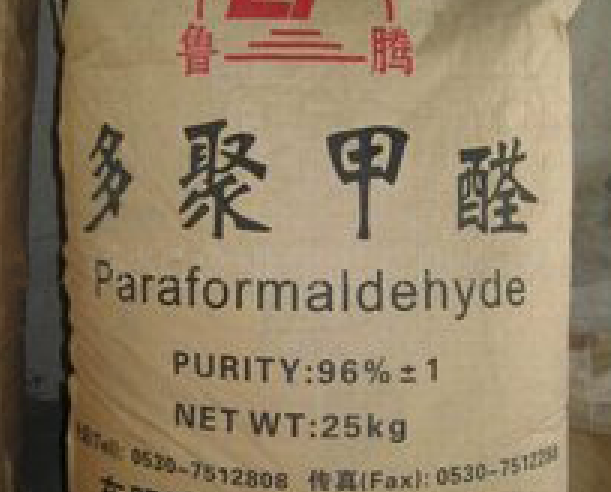 鲁 腾
多聚甲醛
Paraformaldehyde
PURITY:96%±1
NET WT:25kg
0530-7512808 传真(Fax): 0530-7512288